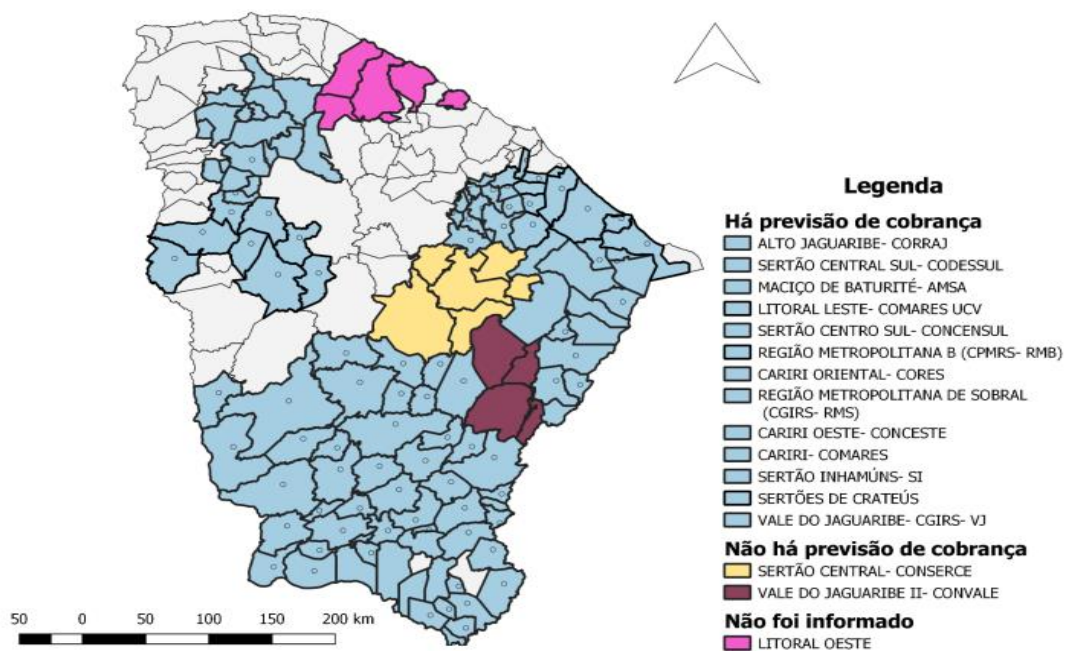 Legenda
Há previsão de cobrança
ALTO JAGUARIBE- CORRAJ
SERTÃO CENTRAL SUL- CODESSUL
MACIÇO DE BATURITÉ- AMSA
LITORAL LESTE- COMARES UCV
SERTÃO CENTRO SUL- CONCENSUL
REGIÃO METROPOLITANA B (CPMRS- RMB)
CARIRI ORIENTAL- CORES
REGIÃO METROPOLITANA DE SOBRAL
(CGIRS- RMS)
CARIRI OESTE- CONCESTE
CARIRI- COMARES
SERTÃO INHAMÚNS- SI
SERTÕES DE CRATEÚS
VALE DO JAGUARIBE- CGIRS- VJ
Não há previsão de cobrança
SERTÃO CENTRAL- CONSERCE
VALE DO JAGUARIBE II- CONVALE
Não foi informado
LITORAL OESTE
50 0 50 100 150 200 km